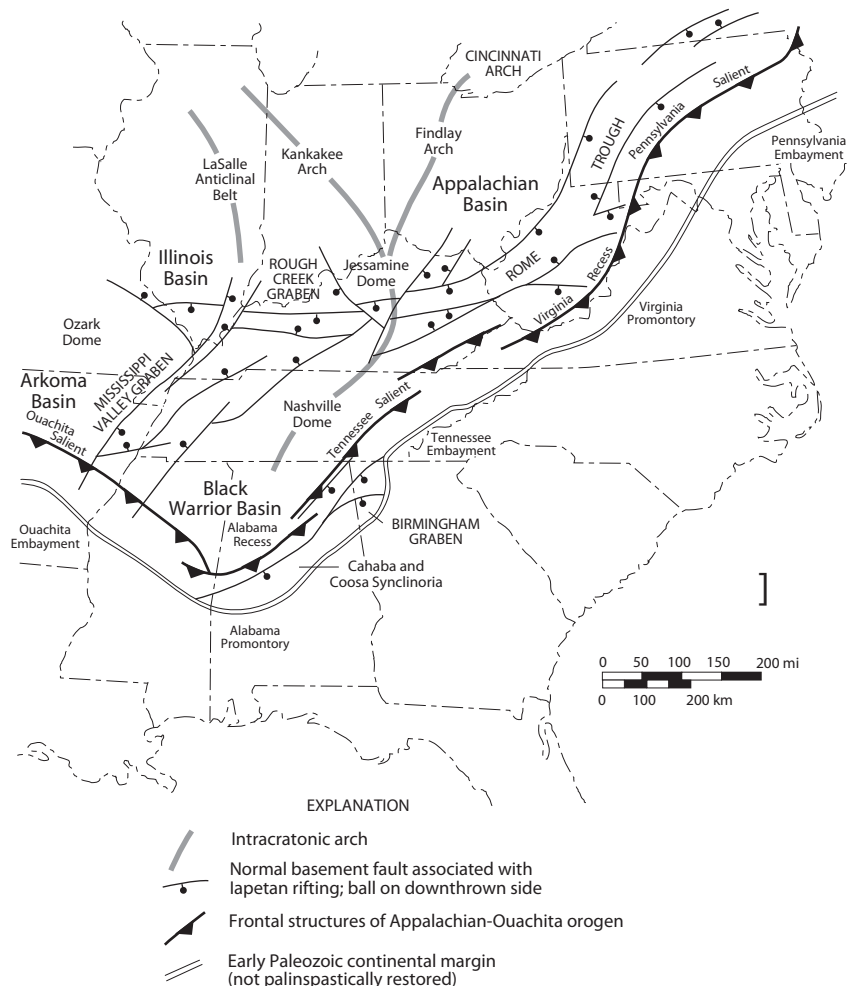 CINCINNATI
ARCH
Salient
Pennsylvania
TROUGH
Pennsylvania
Embayment
Findlay
Arch
Kankakee
Arch
LaSalle
Anticlinal
Belt
Appalachian
Basin
Illinois
Basin
ROUGH
CREEK
GRABEN
Jessamine
Dome
ROME
Recess
Virginia
Virginia
Promontory
Ozark
Dome
MISSISSIPPI
VALLEY GRABEN
Arkoma
Basin
Ouachita
Salient
Nashville
Dome
Salient
Tennessee
Tennessee
Embayment
Black
Warrior Basin
Alabama
Recess
Ouachita
Embayment
BIRMINGHAM
GRABEN
Cahaba and
Coosa Synclinoria
Alabama
Promontory
]
0 50 100 150 200 mi
0 100 200 km
EXPLANATION
Intracratonic arch
Normal basement fault associated with
Iapetan rifting; ball on downthrown side
Frontal structures of Appalachian-Ouachita orogen
Early Paleozoic continental margin
(not palinspastically restored)